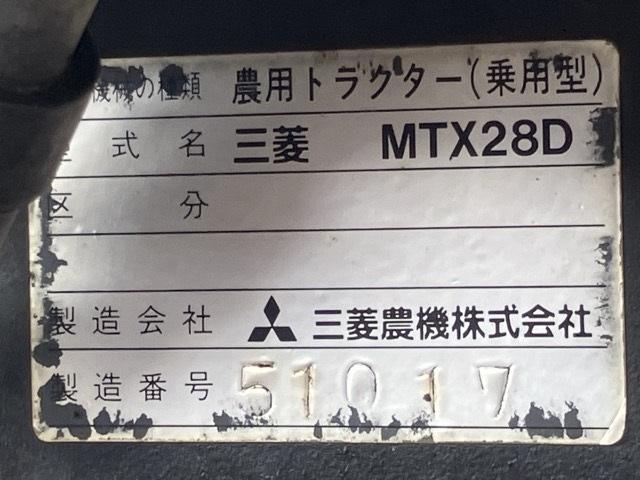 機械の種類 農用トラクター(乗用型)
型式名 三菱 MTX28D
区分
製造会社 三菱農機株式会社
製造番号 51017